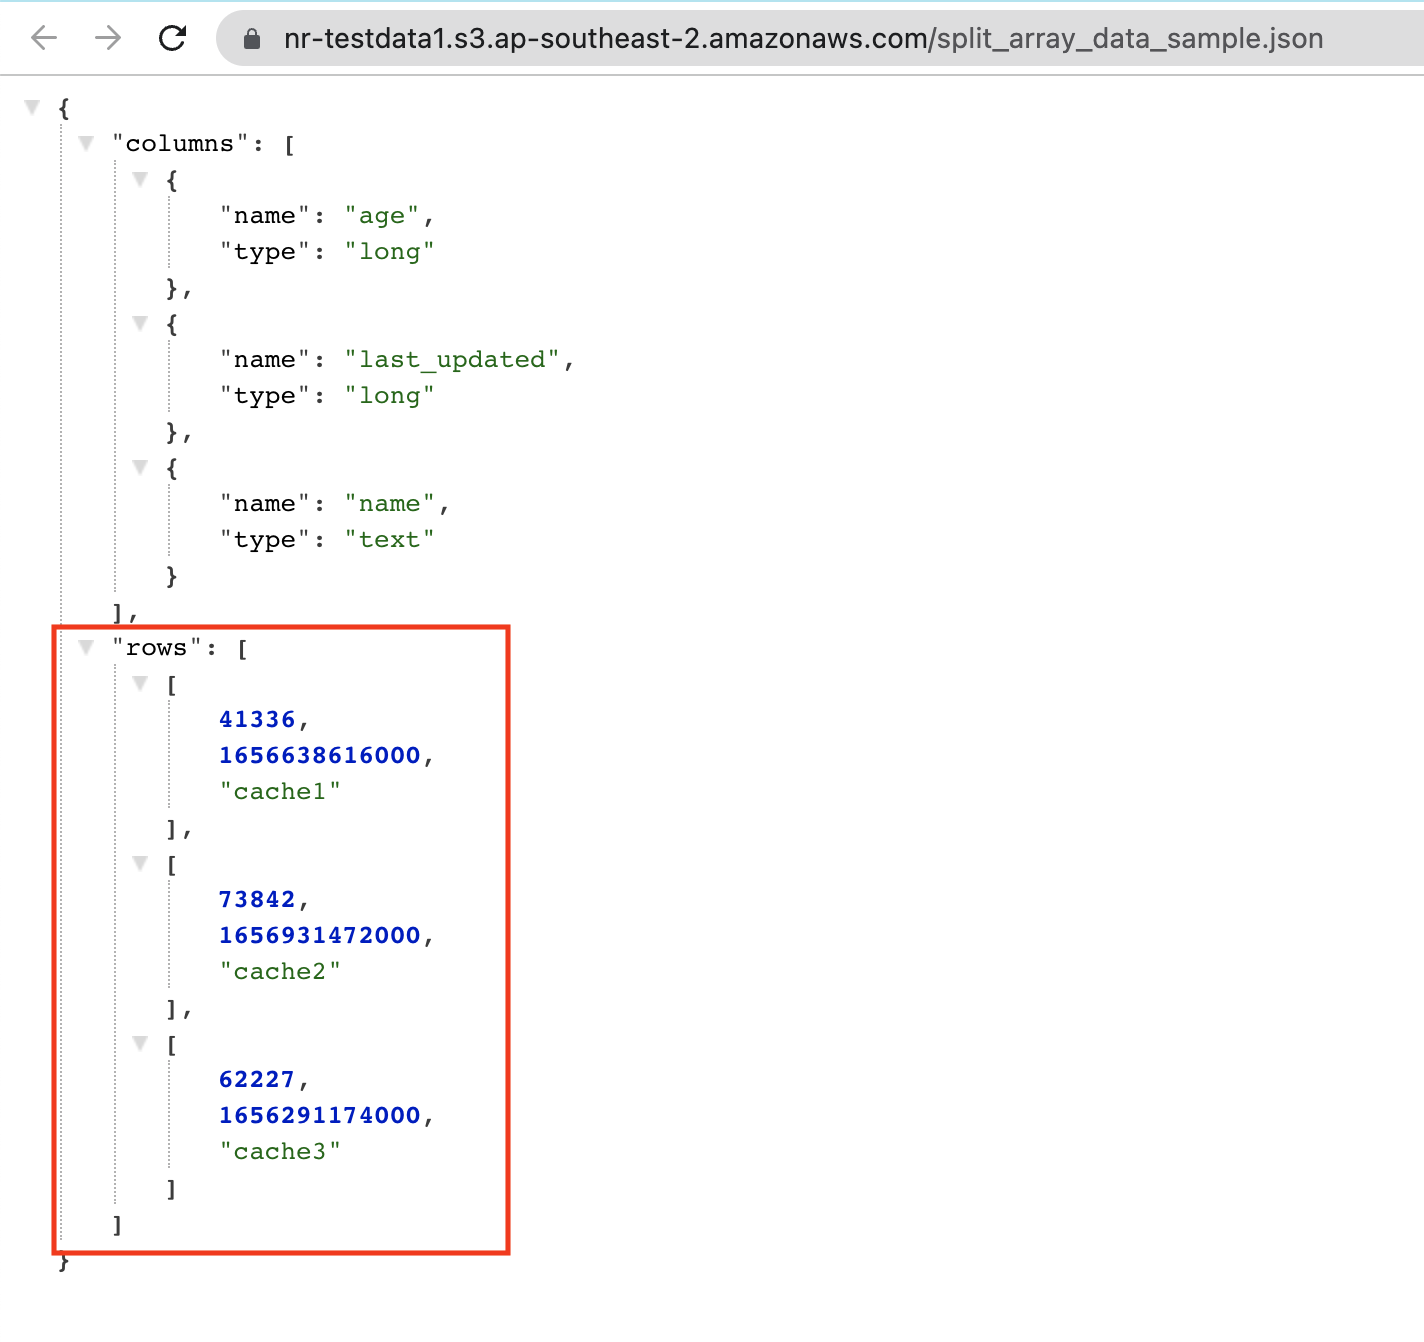 nr-testdata1.s3.ap-southeast-2.amazonaws.com/split_array_data_sample.json
{
"columns": [
{
"name": "age",
"type": "long"
},
{
"name": "last_updated",
"type": "long"
},
{
"name": "name",
"type": "text"
}
],
"rows": [
[
41336,
1656638616000,
"cache1"
],
[
73842,
1656931472000,
"cache2"
],
[
62227,
1656291174000,
"cache3"
]
]
}